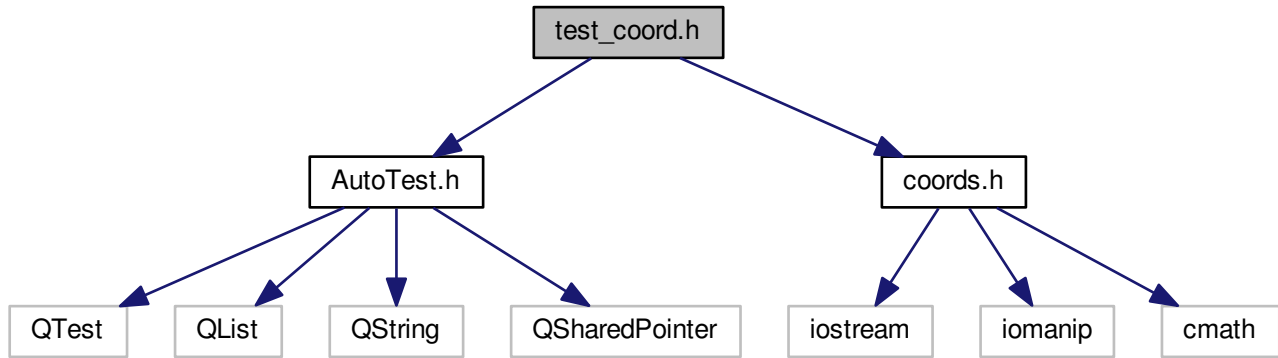 test_coord.h
AutoTest.h
coords.h
QTest
QList
QString
QSharedPointer
iostream
iomanip
cmath